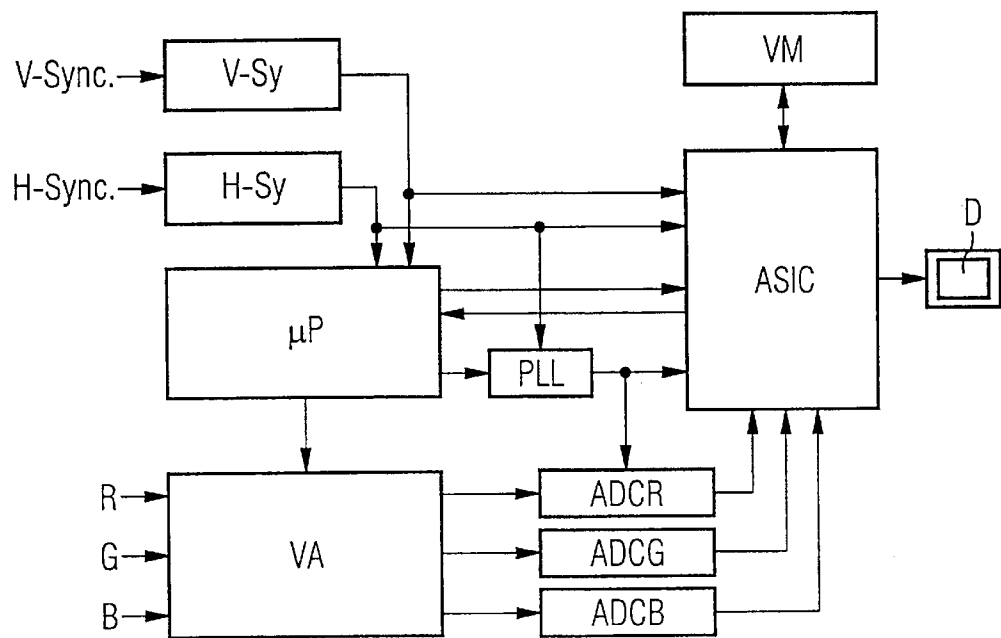 V-Sync.
V-Sy
VM
H-Sync.
H-Sy
D
ASIC
µP
PLL
R
ADCR
G
VA
ADCG
B
ADCB